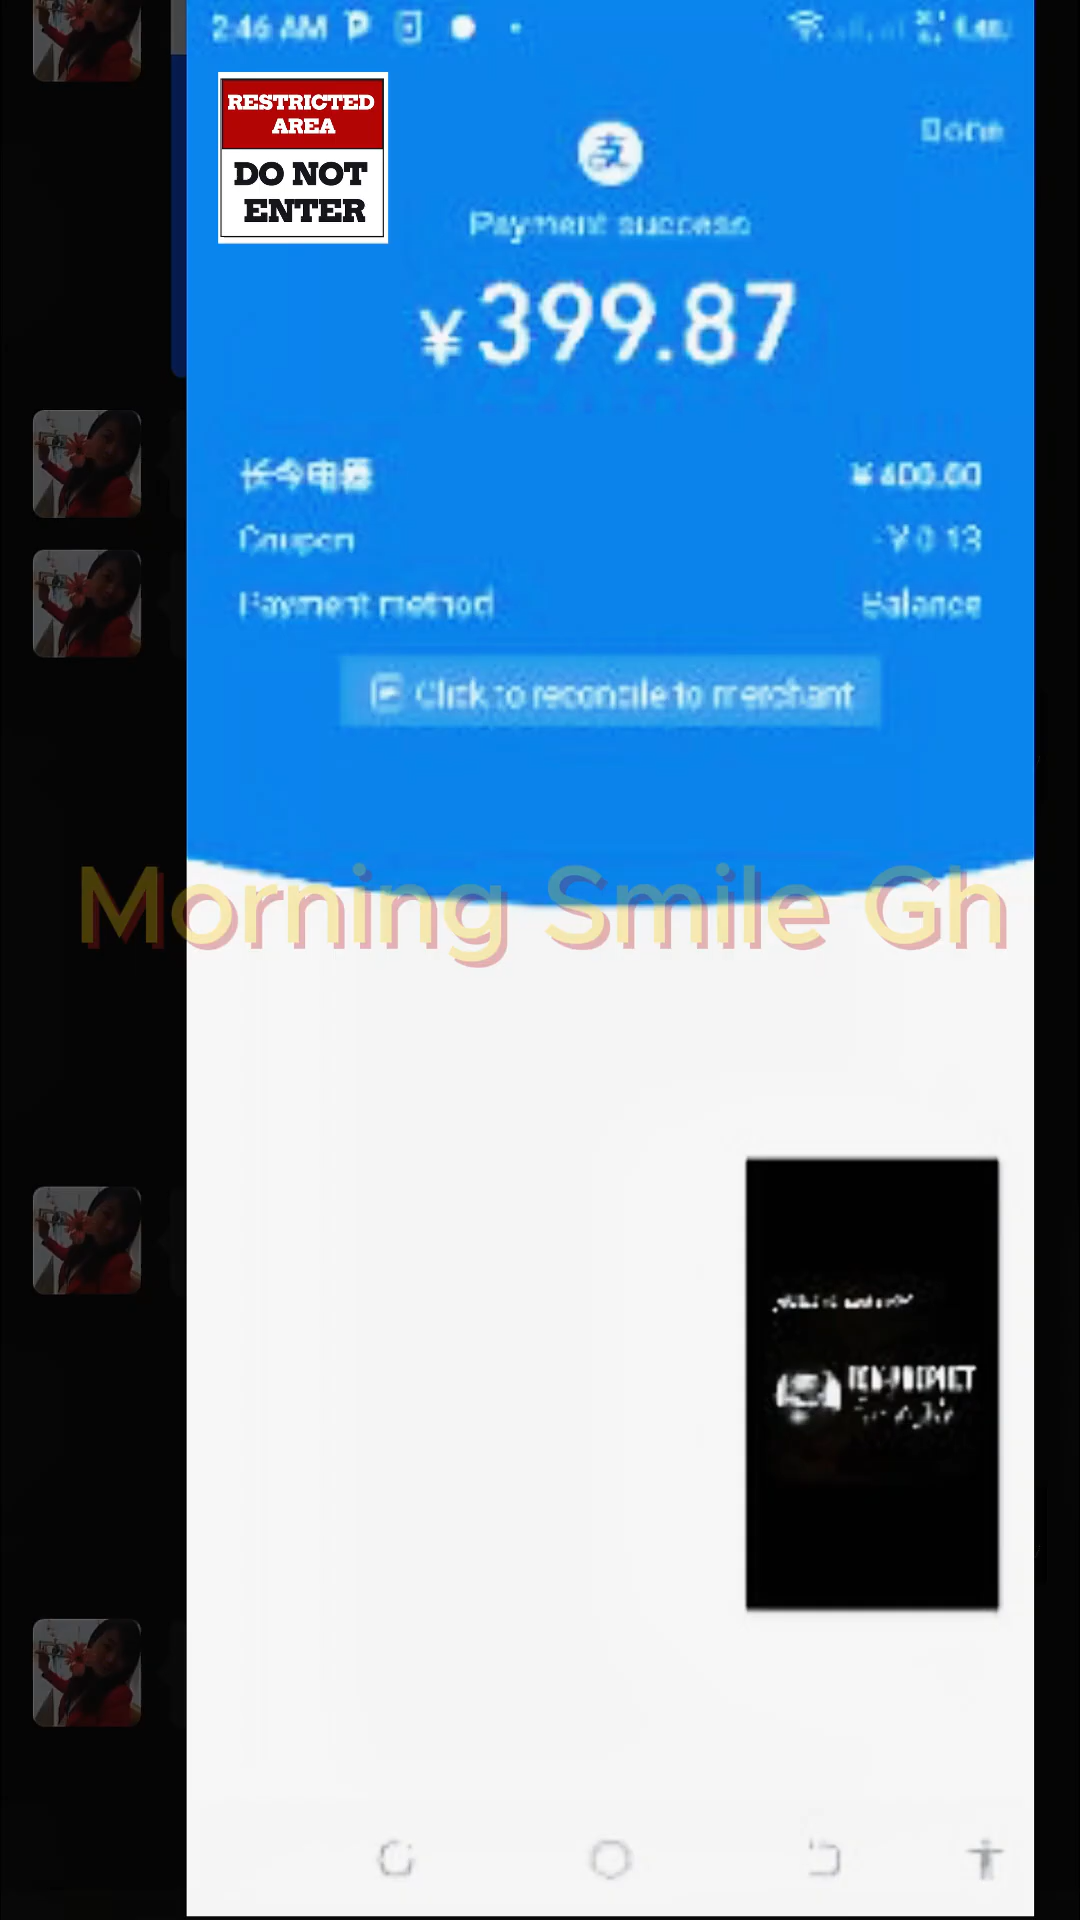 2:46 AM
RESTRICTED
AREA
DO NOT
ENTER
Done
支
Payment success
¥399.87
长今电器 ¥400.00
Coupon -¥0.13
Payment method Balance
Click to reconcile to merchant
Morning Smile Gh